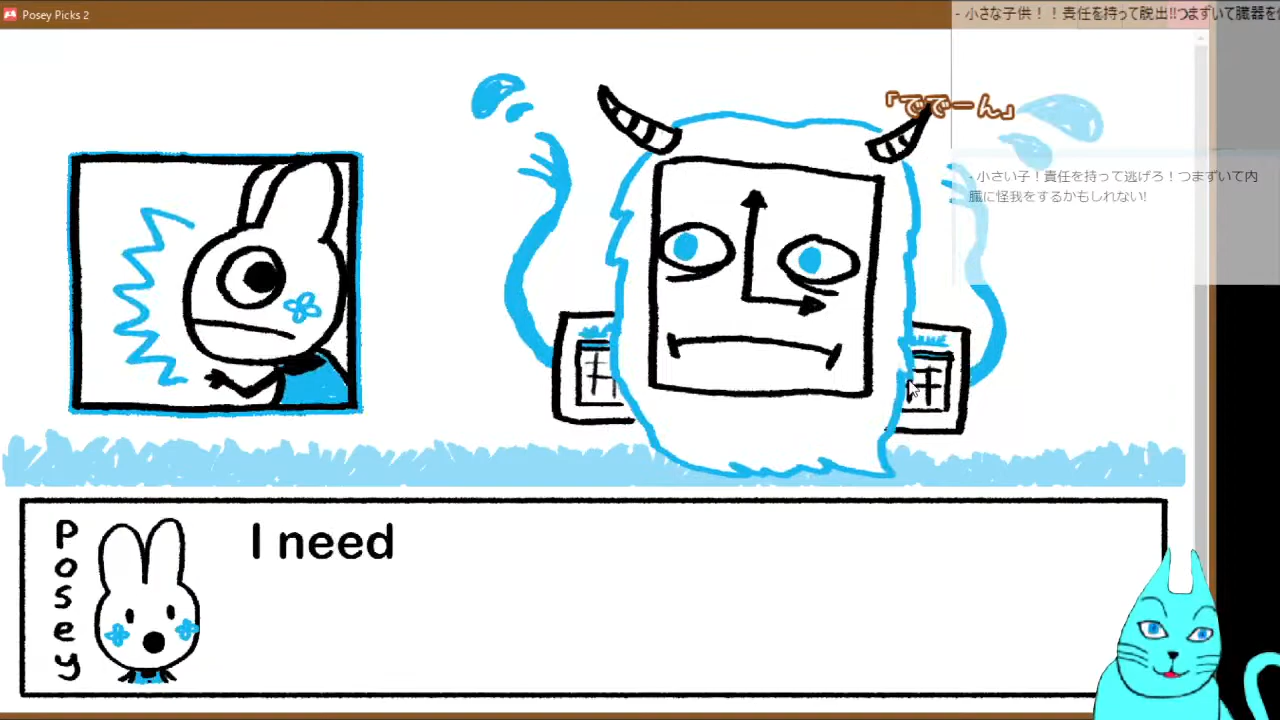 Posey Picks 2
- 小さな子供！！責任を持って脱出!!つまずいて臓器を
「ででーん」
- 小さい子！責任を持って逃げろ！つまずいて内
臓に怪我をするかもしれない!
I need
Posey